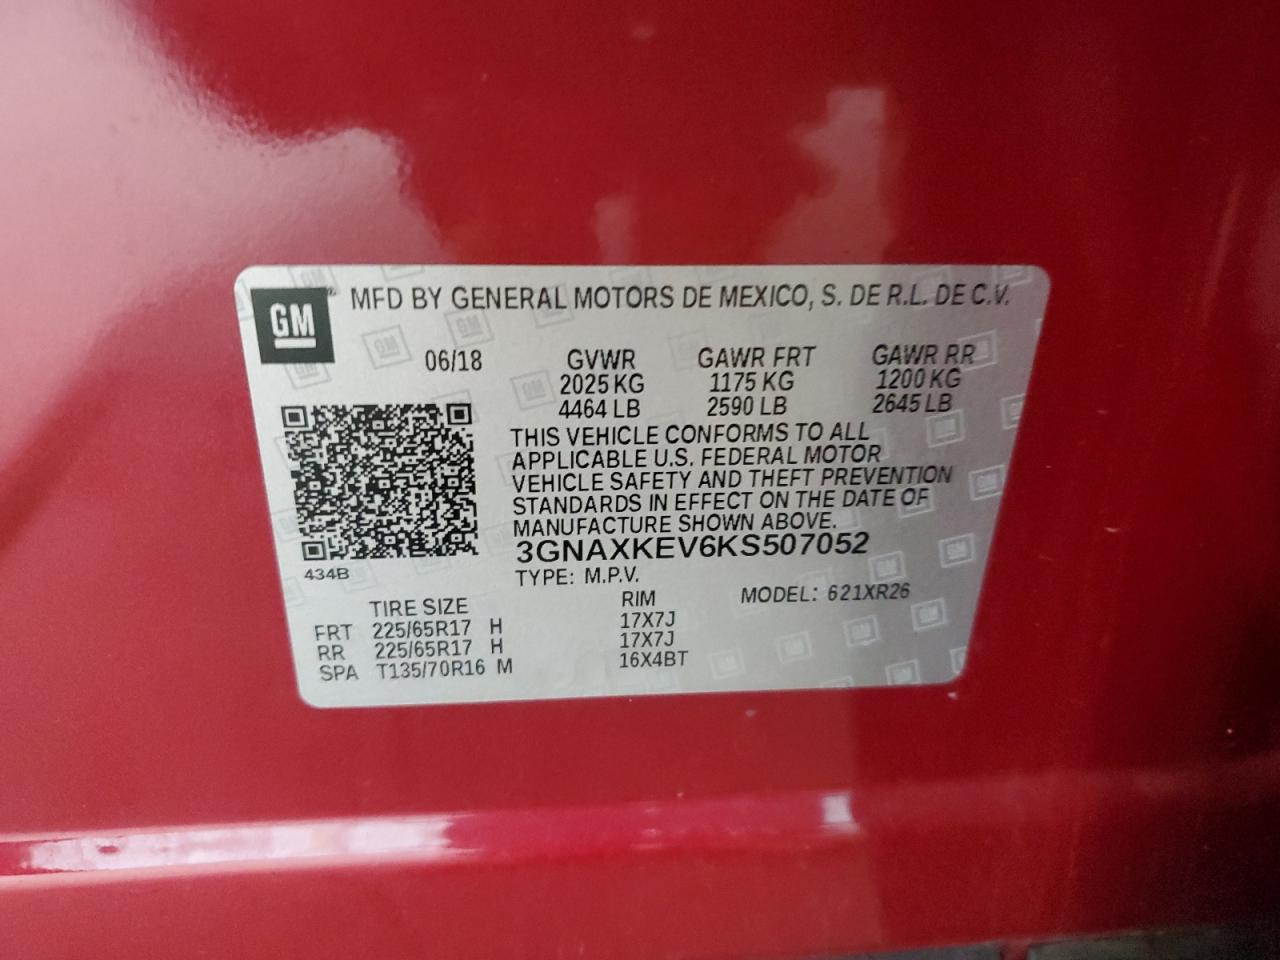 GM ® MFD BY GENERAL MOTORS DE MEXICO, S. DE R.L. DE C.V.
06/18 GVWR GAWR FRT GAWR RR
2025 KG 1175 KG 1200 KG
4464 LB 2590 LB 2645 LB
THIS VEHICLE CONFORMS TO ALL
APPLICABLE U.S. FEDERAL MOTOR
VEHICLE SAFETY AND THEFT PREVENTION
STANDARDS IN EFFECT ON THE DATE OF
MANUFACTURE SHOWN ABOVE.
3GNAXKEV6KS507052
434B
TYPE: M.P.V.
MODEL: 621XR26
TIRE SIZE RIM
FRT 225/65R17 H 17X7J
RR 225/65R17 H 17X7J
SPA T135/70R16 M 16X4BT